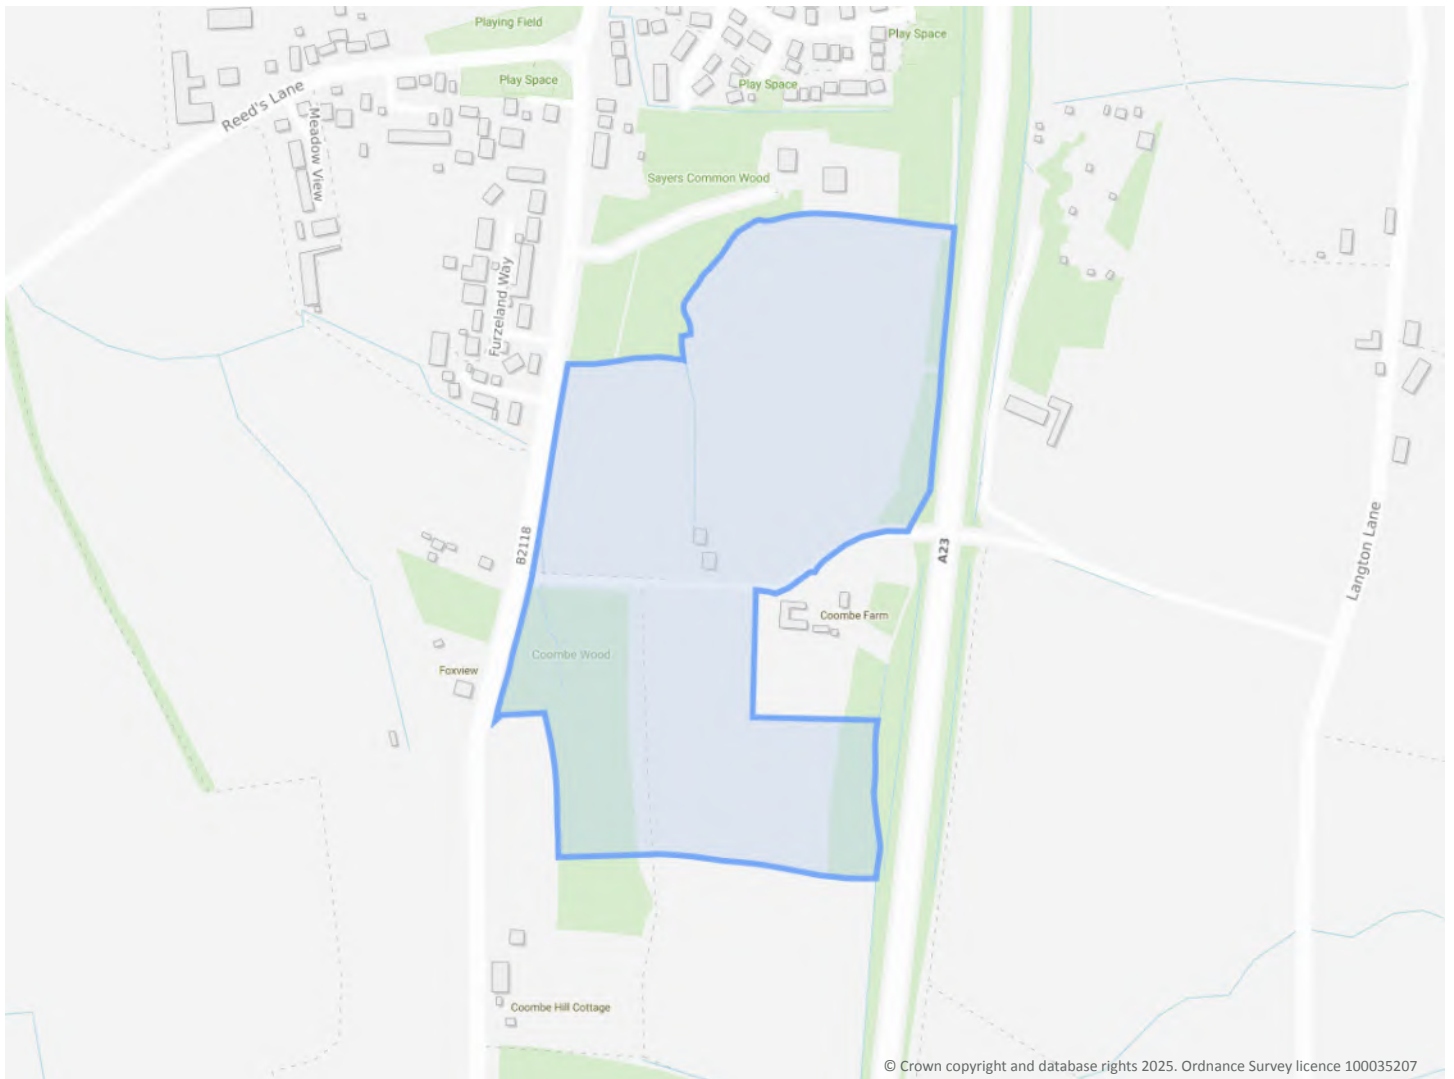 Playing Field
Play Space
Play Space
Play Space
Reed's Lane
Meadow View
Sayers Common Wood
Furzeland Way
B2118
A23
Langton Lane
Coombe Farm
Coombe Wood
Foxview
Coombe Hill Cottage
© Crown copyright and database rights 2025. Ordnance Survey licence 100035207